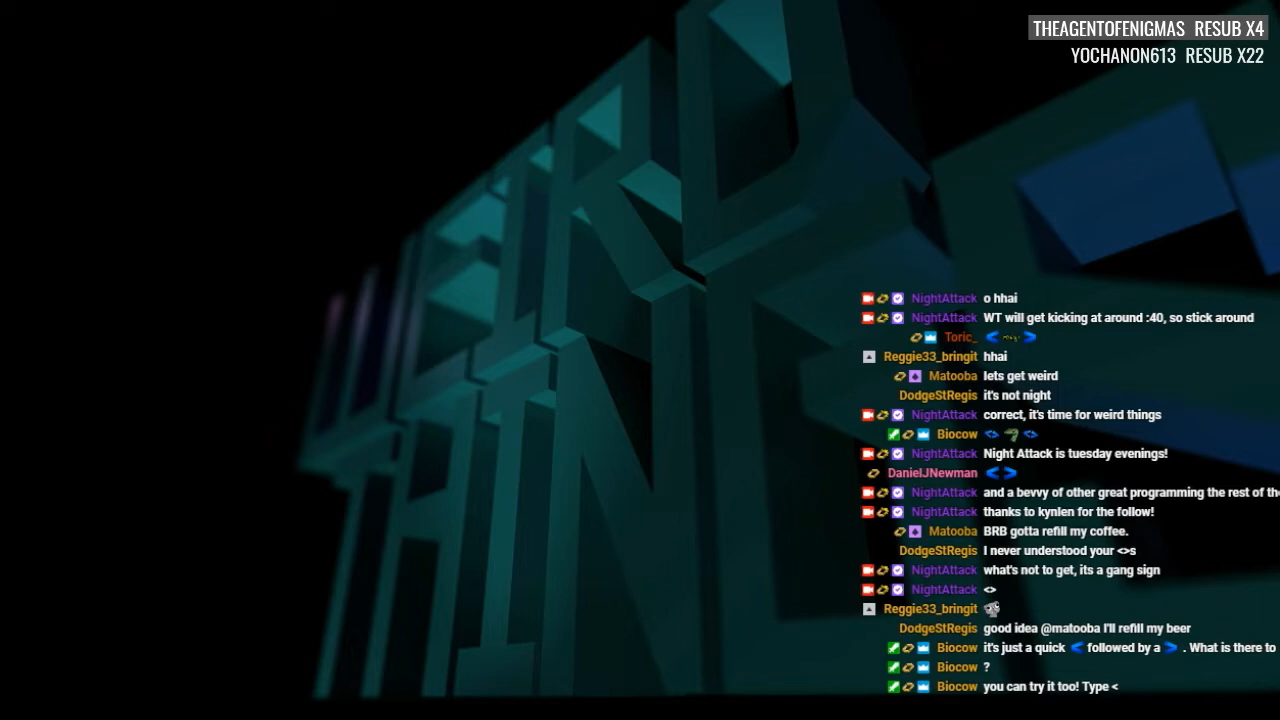 THEAGENTOFENIGMAS RESUB X4
YOCHANON613 RESUB X22
WEIRD
THINGS
NightAttack o hhai
NightAttack WT will get kicking at around :40, so stick around
Toric_
Reggie33_bringit hhai
Matooba lets get weird
DodgeStRegis it's not night
NightAttack correct, it's time for weird things
Biocow <> <>
NightAttack Night Attack is tuesday evenings!
DanielJNewman < >
NightAttack and a bevvy of other great programming the rest of the
NightAttack thanks to kynlen for the follow!
Matooba BRB gotta refill my coffee.
DodgeStRegis I never understood your <>s
NightAttack what's not to get, its a gang sign
NightAttack <>
Reggie33_bringit
DodgeStRegis good idea @matooba I'll refill my beer
Biocow it's just a quick < followed by a > . What is there to
Biocow ?
Biocow you can try it too! Type <